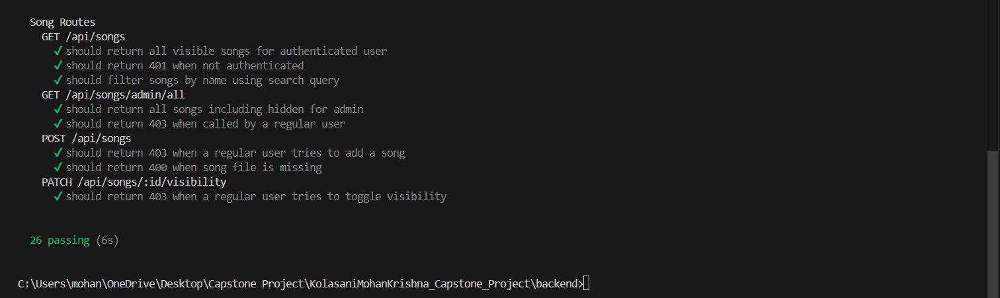 Song Routes
GET /api/songs
✓ should return all visible songs for authenticated user
✓ should return 401 when not authenticated
✓ should filter songs by name using search query
GET /api/songs/admin/all
✓ should return all songs including hidden for admin
✓ should return 403 when called by a regular user
POST /api/songs
✓ should return 403 when a regular user tries to add a song
✓ should return 400 when song file is missing
PATCH /api/songs/:id/visibility
✓ should return 403 when a regular user tries to toggle visibility
26 passing (6s)
C:\Users\mohan\OneDrive\Desktop\Capstone Project\KolasaniMohanKrishna_Capstone_Project\backend>